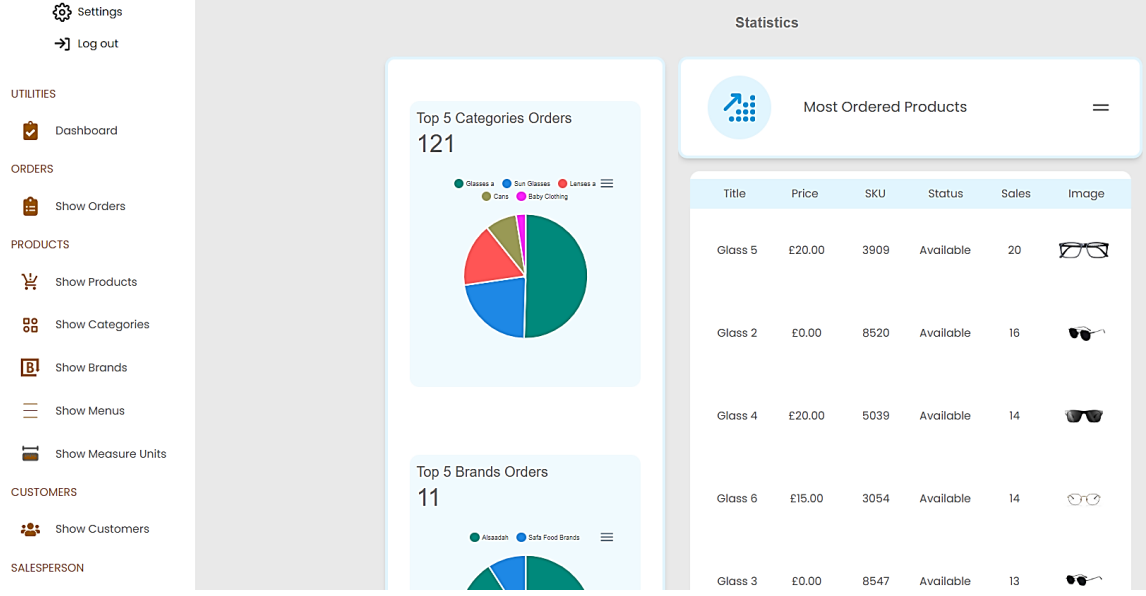 Settings
Log out
UTILITIES
Dashboard
ORDERS
Show Orders
PRODUCTS
Show Products
Show Categories
B
Show Brands
Show Menus
Show Measure Units
CUSTOMERS
Show Customers
SALESPERSON
Statistics
Top 5 Categories Orders
121
Glasses a Sun Glasses Lenses a
Cans Baby Clothing
Top 5 Brands Orders
11
Alsaadah Safa Food Brands
Most Ordered Products
Title Price SKU Status Sales Image
Glass 5 £20.00 3909 Available 20
Glass 2 £0.00 8520 Available 16
Glass 4 £20.00 5039 Available 14
Glass 6 £15.00 3054 Available 14
Glass 3 £0.00 8547 Available 13